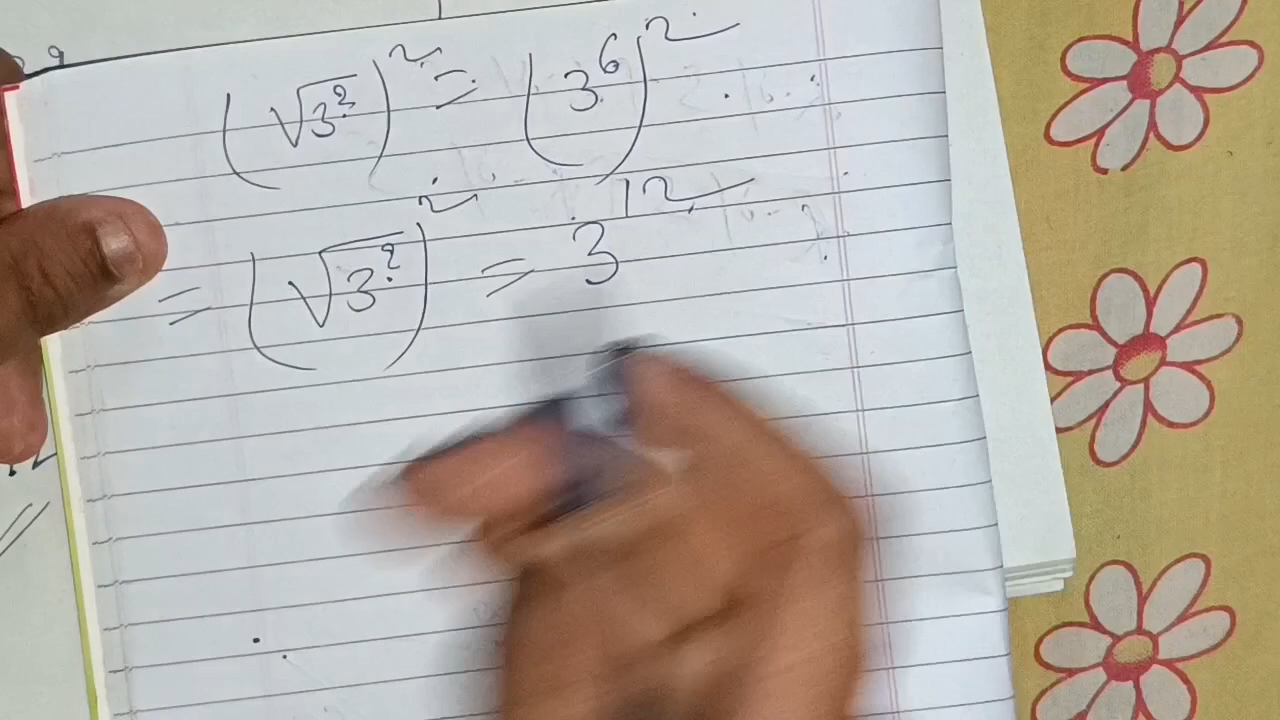 (√3^?)^2 = (3^6)^2
= (√3^?)^2 = 3^12